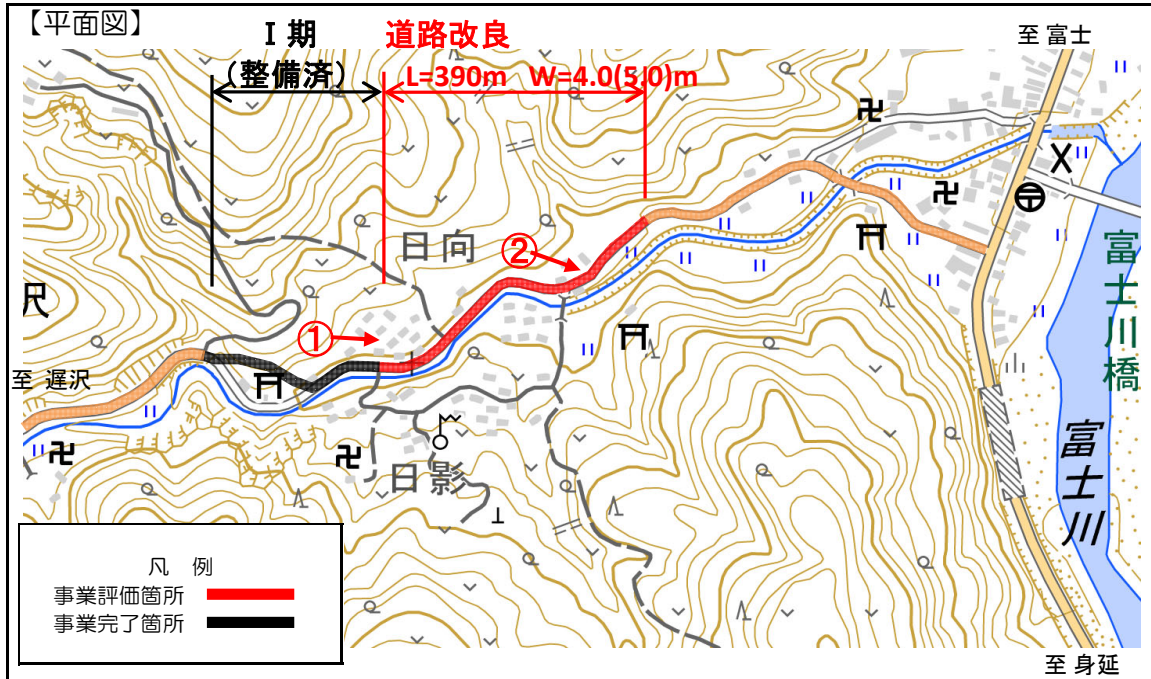 【平面図】
Ⅰ期
(整備済)
道路改良
L=390m W=4.0(5.0)m
至 富士
日向
②
①
沢
至 遅沢
日影
富士川橋
富士川
凡 例
事業評価箇所
事業完了箇所
至 身延